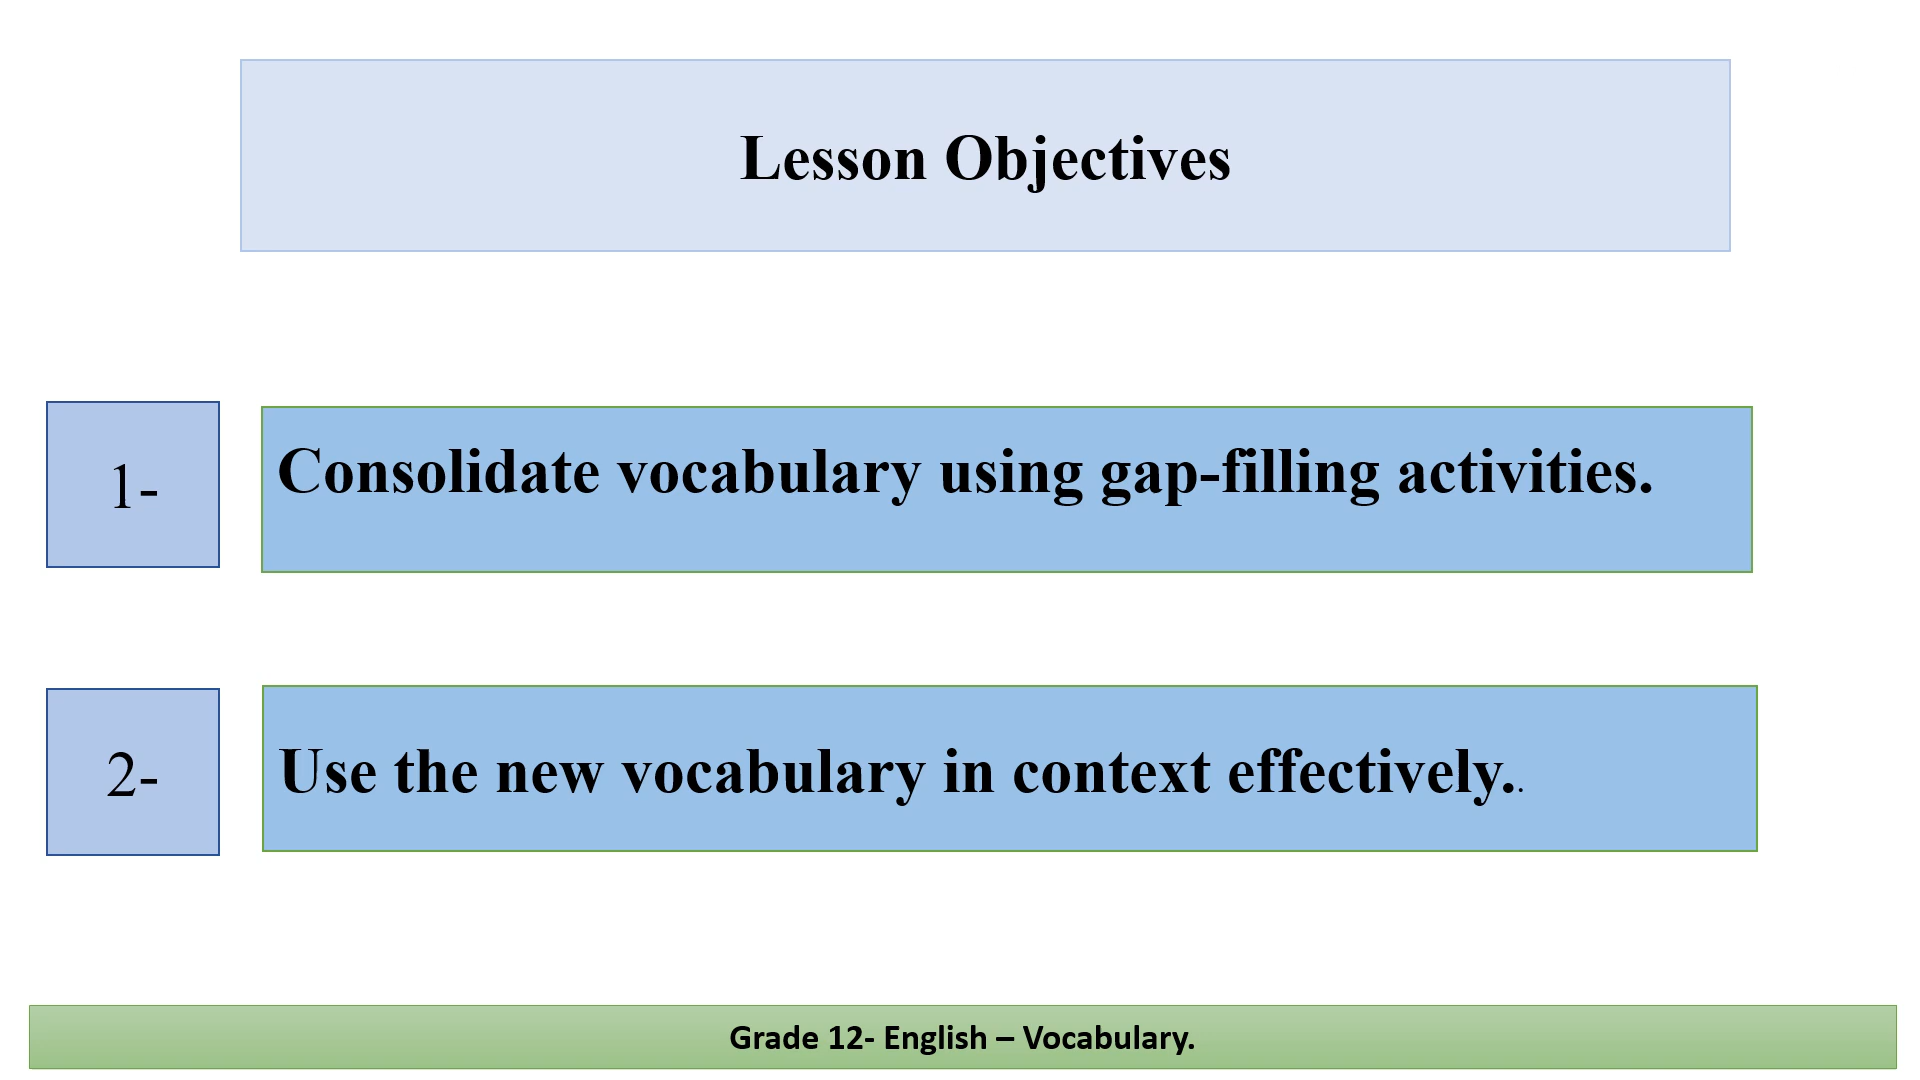 Lesson Objectives
1-
Consolidate vocabulary using gap-filling activities.
2-
Use the new vocabulary in context effectively..
Grade 12- English – Vocabulary.